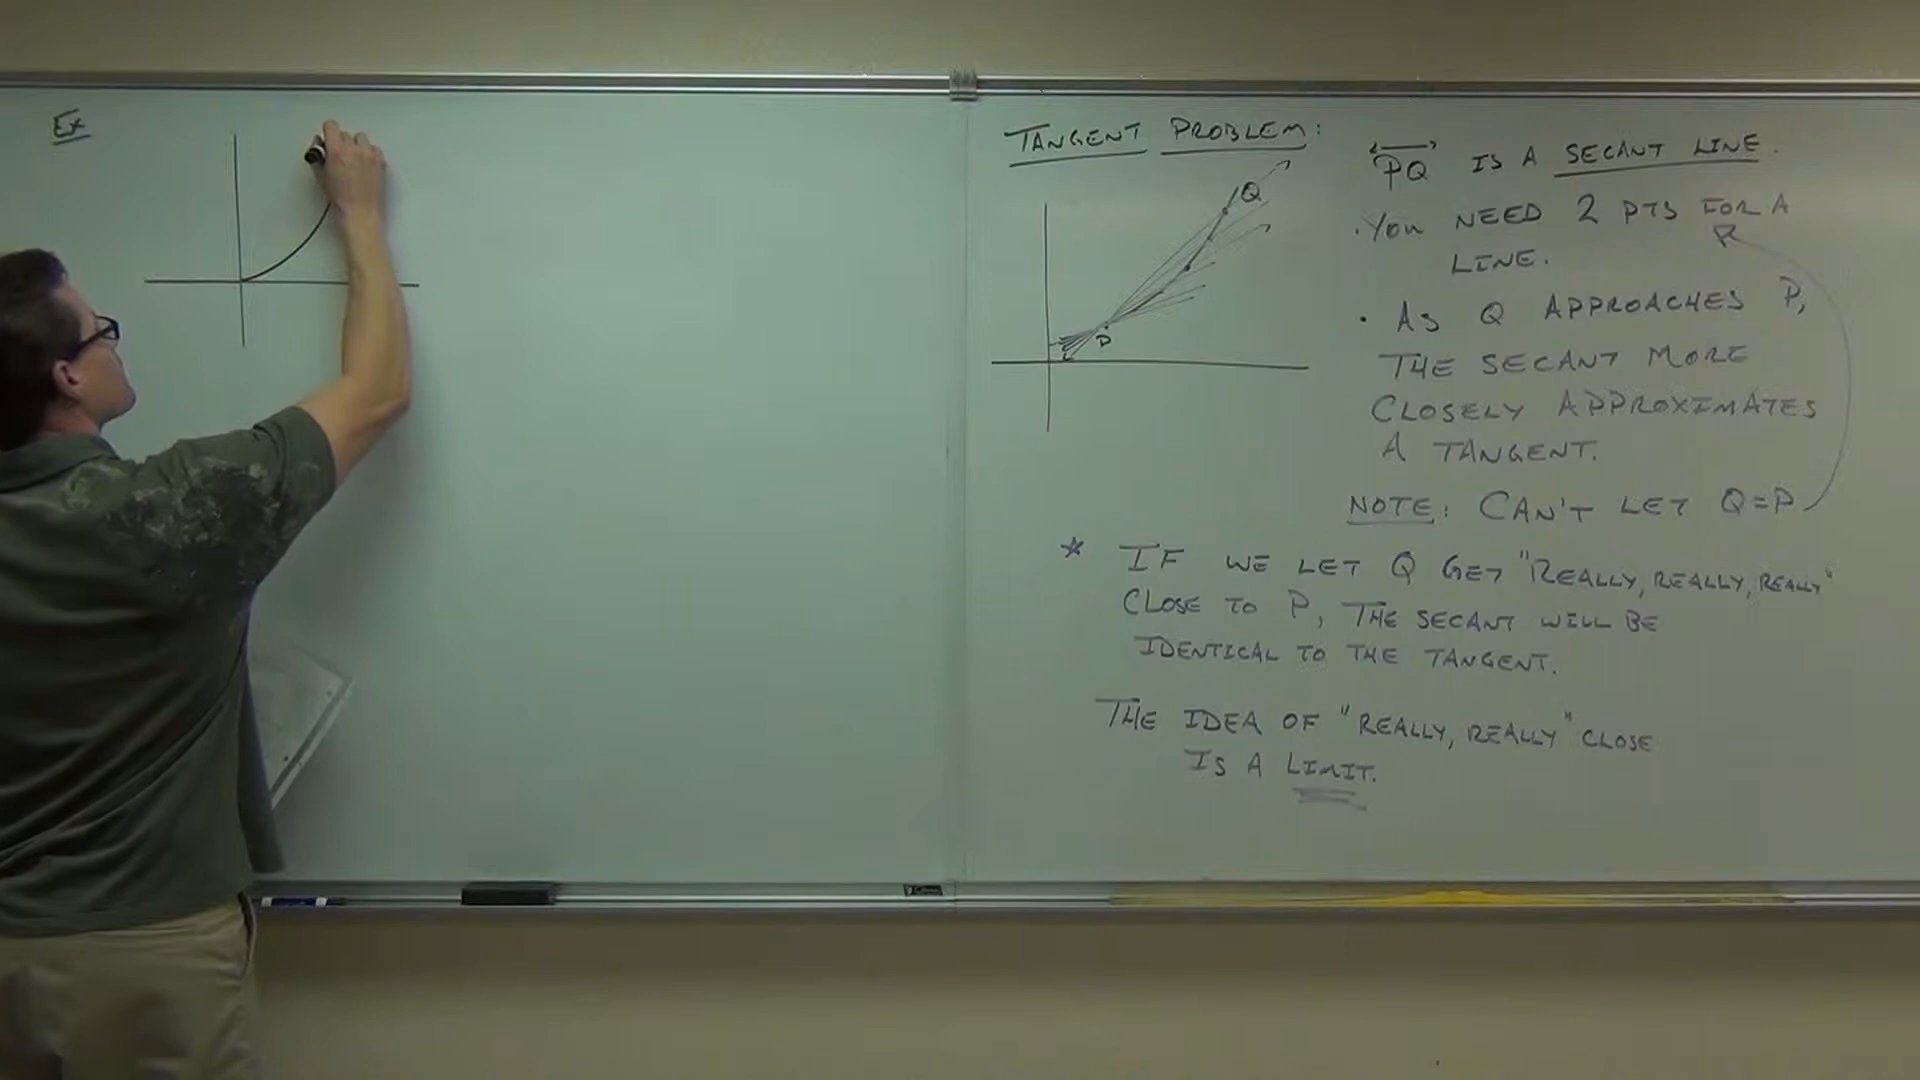 Ex
TANGENT PROBLEM:
Q
P
PQ IS A SECANT LINE.
• YOU NEED 2 PTS FOR A
LINE.
• AS Q APPROACHES P,
THE SECANT MORE
CLOSELY APPROXIMATES
A TANGENT.
NOTE: CAN'T LET Q=P
☆ IF WE LET Q GET "REALLY, REALLY, REALLY"
CLOSE TO P, THE SECANT WILL BE
IDENTICAL TO THE TANGENT.
THE IDEA OF "REALLY, REALLY" CLOSE
IS A LIMIT.